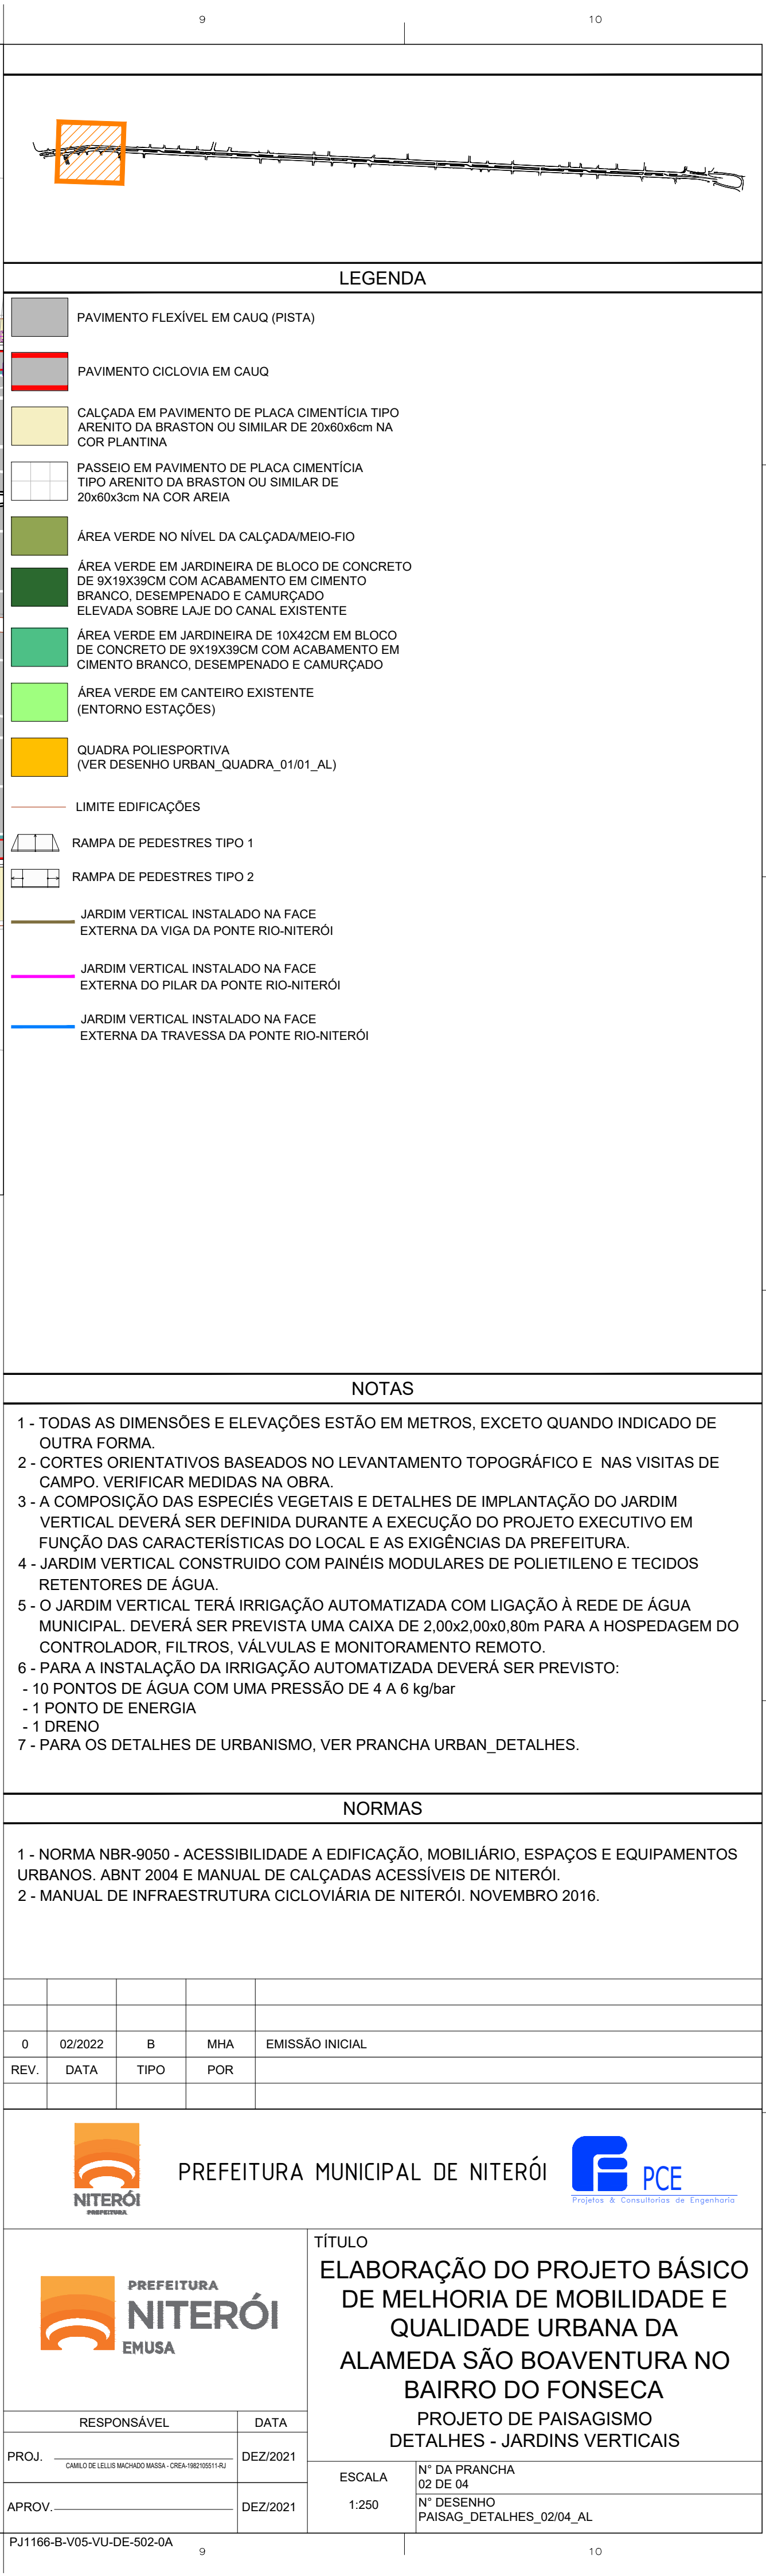 9 10
LEGENDA
PAVIMENTO FLEXÍVEL EM CAUQ (PISTA)
PAVIMENTO CICLOVIA EM CAUQ
CALÇADA EM PAVIMENTO DE PLACA CIMENTÍCIA TIPO
ARENITO DA BRASTON OU SIMILAR DE 20x60x6cm NA
COR PLANTINA
PASSEIO EM PAVIMENTO DE PLACA CIMENTÍCIA
TIPO ARENITO DA BRASTON OU SIMILAR DE
20x60x3cm NA COR AREIA
ÁREA VERDE NO NÍVEL DA CALÇADA/MEIO-FIO
ÁREA VERDE EM JARDINEIRA DE BLOCO DE CONCRETO
DE 9X19X39CM COM ACABAMENTO EM CIMENTO
BRANCO, DESEMPENADO E CAMURÇADO
ELEVADA SOBRE LAJE DO CANAL EXISTENTE
ÁREA VERDE EM JARDINEIRA DE 10X42CM EM BLOCO
DE CONCRETO DE 9X19X39CM COM ACABAMENTO EM
CIMENTO BRANCO, DESEMPENADO E CAMURÇADO
ÁREA VERDE EM CANTEIRO EXISTENTE
(ENTORNO ESTAÇÕES)
QUADRA POLIESPORTIVA
(VER DESENHO URBAN_QUADRA_01/01_AL)
LIMITE EDIFICAÇÕES
RAMPA DE PEDESTRES TIPO 1
RAMPA DE PEDESTRES TIPO 2
JARDIM VERTICAL INSTALADO NA FACE
EXTERNA DA VIGA DA PONTE RIO-NITERÓI
JARDIM VERTICAL INSTALADO NA FACE
EXTERNA DO PILAR DA PONTE RIO-NITERÓI
JARDIM VERTICAL INSTALADO NA FACE
EXTERNA DA TRAVESSA DA PONTE RIO-NITERÓI
NOTAS
1 - TODAS AS DIMENSÕES E ELEVAÇÕES ESTÃO EM METROS, EXCETO QUANDO INDICADO DE
OUTRA FORMA.
2 - CORTES ORIENTATIVOS BASEADOS NO LEVANTAMENTO TOPOGRÁFICO E NAS VISITAS DE
CAMPO. VERIFICAR MEDIDAS NA OBRA.
3 - A COMPOSIÇÃO DAS ESPECIÉS VEGETAIS E DETALHES DE IMPLANTAÇÃO DO JARDIM
VERTICAL DEVERÁ SER DEFINIDA DURANTE A EXECUÇÃO DO PROJETO EXECUTIVO EM
FUNÇÃO DAS CARACTERÍSTICAS DO LOCAL E AS EXIGÊNCIAS DA PREFEITURA.
4 - JARDIM VERTICAL CONSTRUIDO COM PAINÉIS MODULARES DE POLIETILENO E TECIDOS
RETENTORES DE ÁGUA.
5 - O JARDIM VERTICAL TERÁ IRRIGAÇÃO AUTOMATIZADA COM LIGAÇÃO À REDE DE ÁGUA
MUNICIPAL. DEVERÁ SER PREVISTA UMA CAIXA DE 2,00x2,00x0,80m PARA A HOSPEDAGEM DO
CONTROLADOR, FILTROS, VÁLVULAS E MONITORAMENTO REMOTO.
6 - PARA A INSTALAÇÃO DA IRRIGAÇÃO AUTOMATIZADA DEVERÁ SER PREVISTO:
- 10 PONTOS DE ÁGUA COM UMA PRESSÃO DE 4 A 6 kg/bar
- 1 PONTO DE ENERGIA
- 1 DRENO
7 - PARA OS DETALHES DE URBANISMO, VER PRANCHA URBAN_DETALHES.
NORMAS
1 - NORMA NBR-9050 - ACESSIBILIDADE A EDIFICAÇÃO, MOBILIÁRIO, ESPAÇOS E EQUIPAMENTOS
URBANOS. ABNT 2004 E MANUAL DE CALÇADAS ACESSÍVEIS DE NITERÓI.
2 - MANUAL DE INFRAESTRUTURA CICLOVIÁRIA DE NITERÓI. NOVEMBRO 2016.
0 02/2022 B MHA EMISSÃO INICIAL
REV. DATA TIPO POR
NITERÓI
PREFEITURA
PREFEITURA MUNICIPAL DE NITERÓI
PCE
Projetos & Consultorias de Engenharia
PREFEITURA
NITERÓI
EMUSA
TÍTULO
ELABORAÇÃO DO PROJETO BÁSICO
DE MELHORIA DE MOBILIDADE E
QUALIDADE URBANA DA
ALAMEDA SÃO BOAVENTURA NO
BAIRRO DO FONSECA
PROJETO DE PAISAGISMO
DETALHES - JARDINS VERTICAIS
RESPONSÁVEL DATA
PROJ. DEZ/2021
CAMILO DE LELLIS MACHADO MASSA - CREA-1982105511-RJ
APROV. DEZ/2021
ESCALA
1:250
N° DA PRANCHA
02 DE 04
N° DESENHO
PAISAG_DETALHES_02/04_AL
PJ1166-B-V05-VU-DE-502-0A
9 10